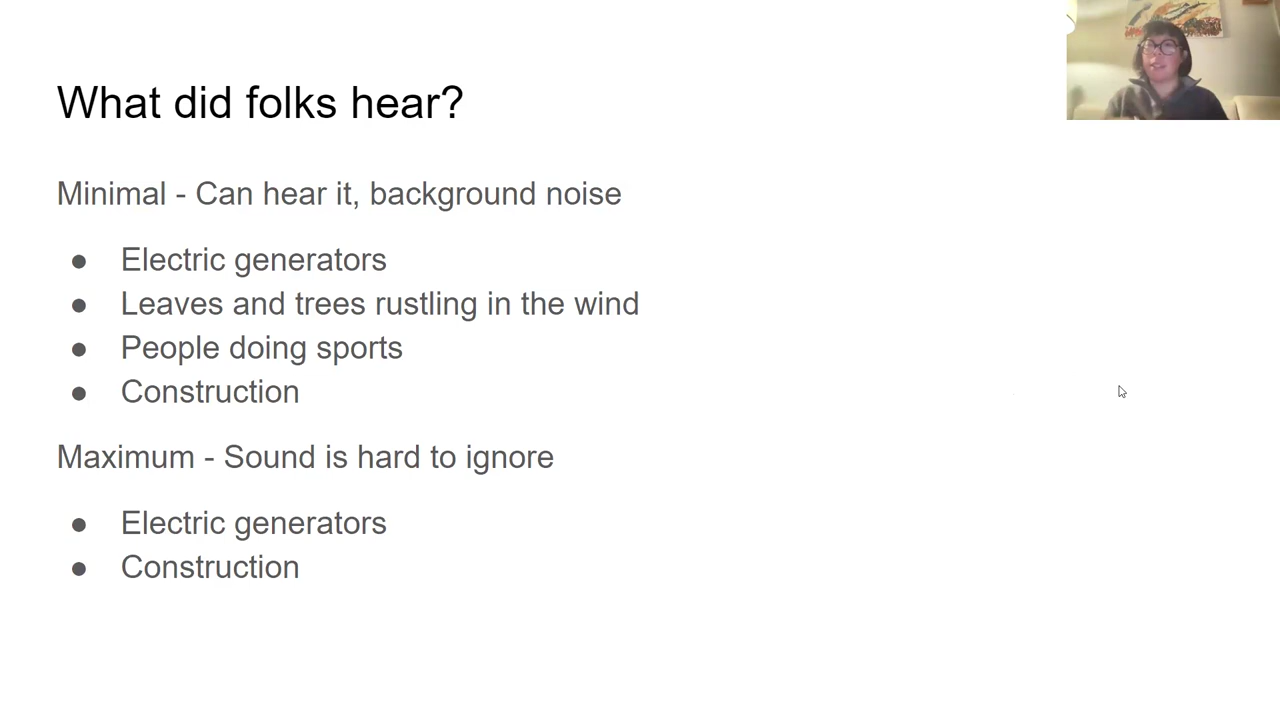 What did folks hear?
Minimal - Can hear it, background noise
● Electric generators
● Leaves and trees rustling in the wind
● People doing sports
● Construction
Maximum - Sound is hard to ignore
● Electric generators
● Construction